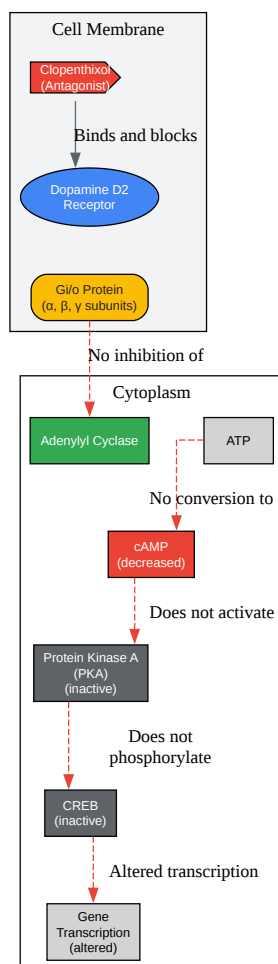 Cell Membrane
Clopenthixol
(Antagonist)
Binds and blocks
Dopamine D2
Receptor
Gi/o Protein
(α, β, γ subunits)
No inhibition of
Cytoplasm
Adenylyl Cyclase
ATP
No conversion to
cAMP
(decreased)
Does not activate
Protein Kinase A
(PKA)
(inactive)
Does not
phosphorylate
CREB
(inactive)
Altered transcription
Gene
Transcription
(altered)